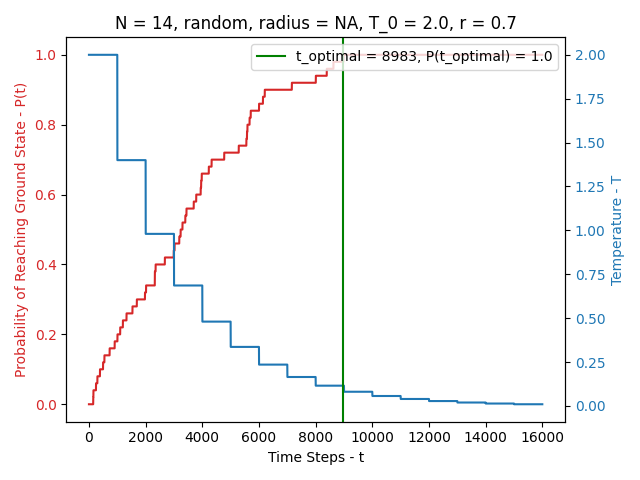 N = 14, random, radius = NA, T_0 = 2.0, r = 0.7
t_optimal = 8983, P(t_optimal) = 1.0
Probability of Reaching Ground State - P(t)
1.0
0.8
0.6
0.4
0.2
0.0
2.00
1.75
1.50
1.25
1.00
0.75
0.50
0.25
0.00
Temperature - T
0 2000 4000 6000 8000 10000 12000 14000 16000
Time Steps - t